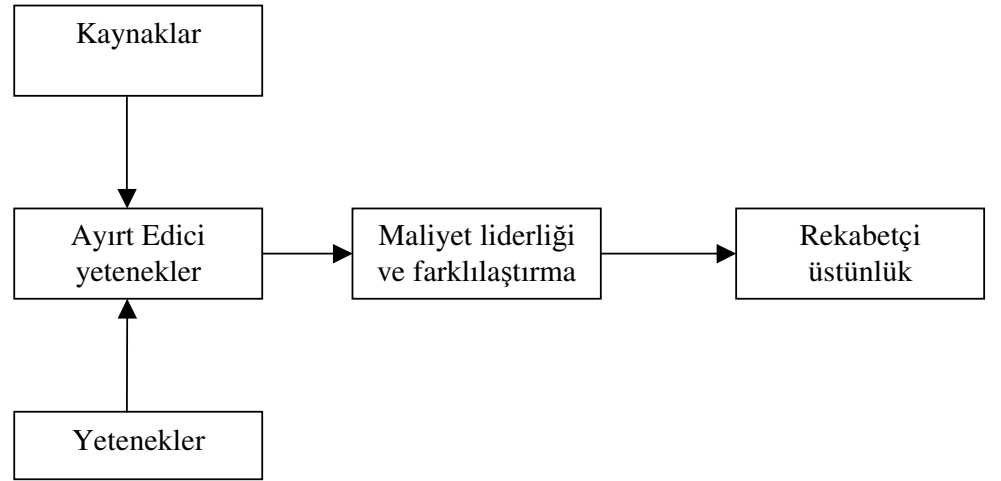 Kaynaklar
Ayırt Edici
yetenekler
Maliyet liderliği
ve farklılaştırma
Rekabetçi
üstünlük
Yetenekler